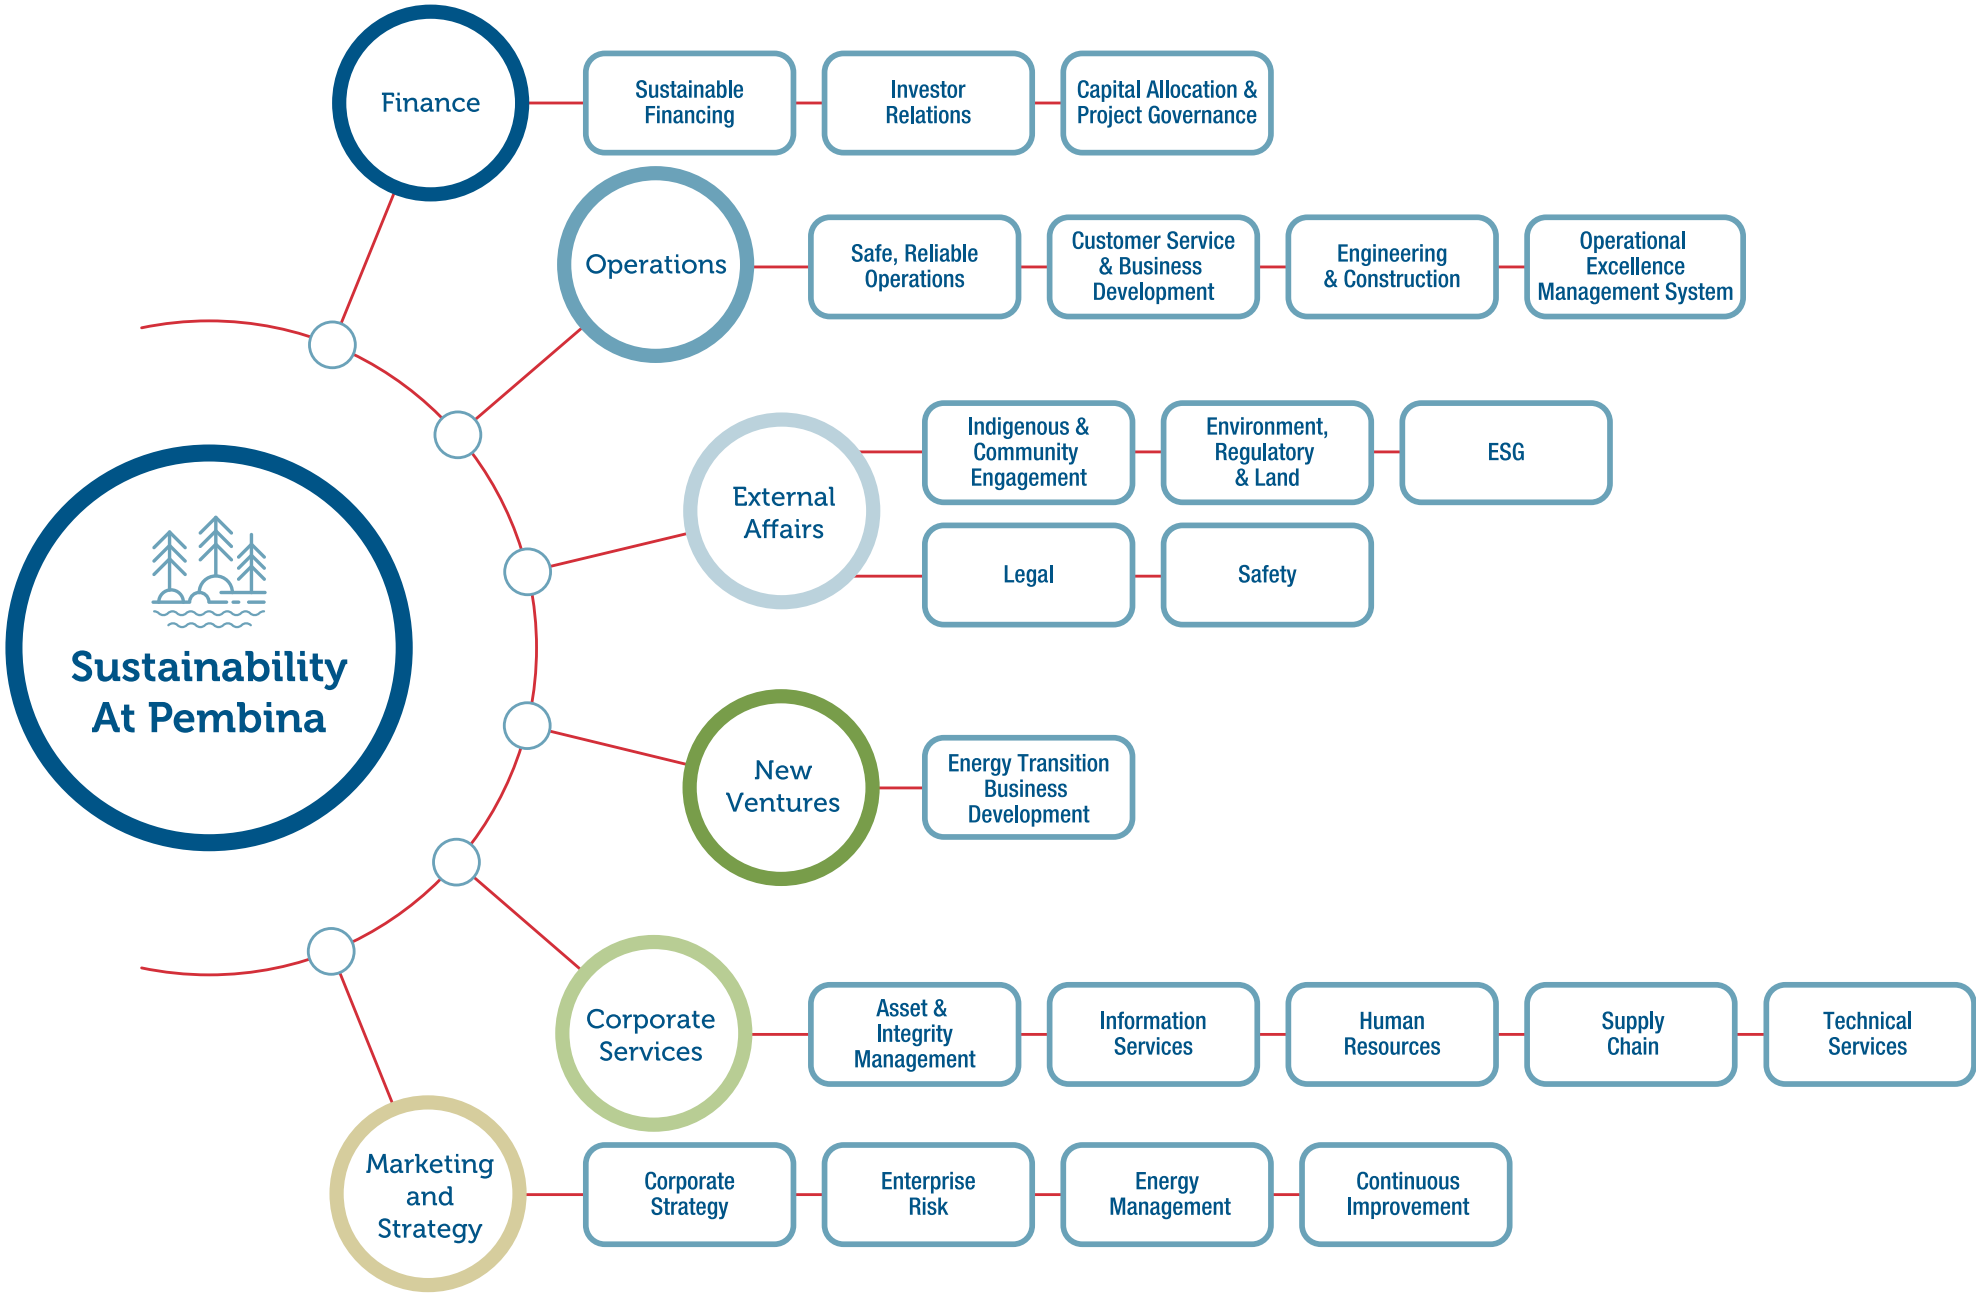 Finance
Sustainable
Financing
Investor
Relations
Capital Allocation &
Project Governance
Operations
Safe, Reliable
Operations
Customer Service
& Business
Development
Engineering
& Construction
Operational
Excellence
Management System
External
Affairs
Indigenous &
Community
Engagement
Environment,
Regulatory
& Land
ESG
Legal
Safety
Sustainability
At Pembina
New
Ventures
Energy Transition
Business
Development
Corporate
Services
Asset &
Integrity
Management
Information
Services
Human
Resources
Supply
Chain
Technical
Services
Marketing
and
Strategy
Corporate
Strategy
Enterprise
Risk
Energy
Management
Continuous
Improvement